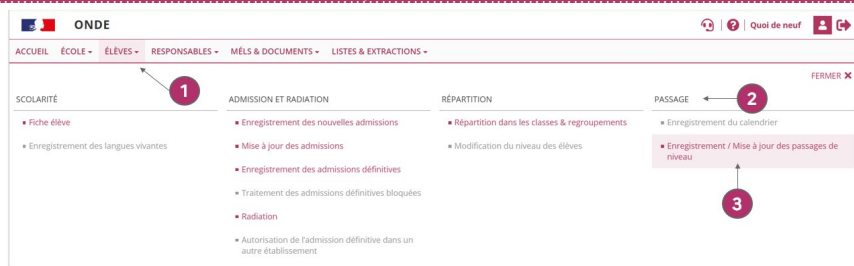 ONDE
Quoi de neuf
ACCUEIL ÉCOLE ÉLÈVES RESPONSABLES MÉLS & DOCUMENTS LISTES & EXTRACTIONS
1
FERMER ✕
SCOLARITÉ
Fiche élève
Enregistrement des langues vivantes
ADMISSION ET RADIATION
Enregistrement des nouvelles admissions
Mise à jour des admissions
Enregistrement des admissions définitives
Traitement des admissions définitives bloquées
Radiation
Autorisation de l'admission définitive dans un
autre établissement
RÉPARTITION
Répartition dans les classes & regroupements
Modification du niveau des élèves
PASSAGE
2
Enregistrement du calendrier
Enregistrement / Mise à jour des passages de
niveau
3